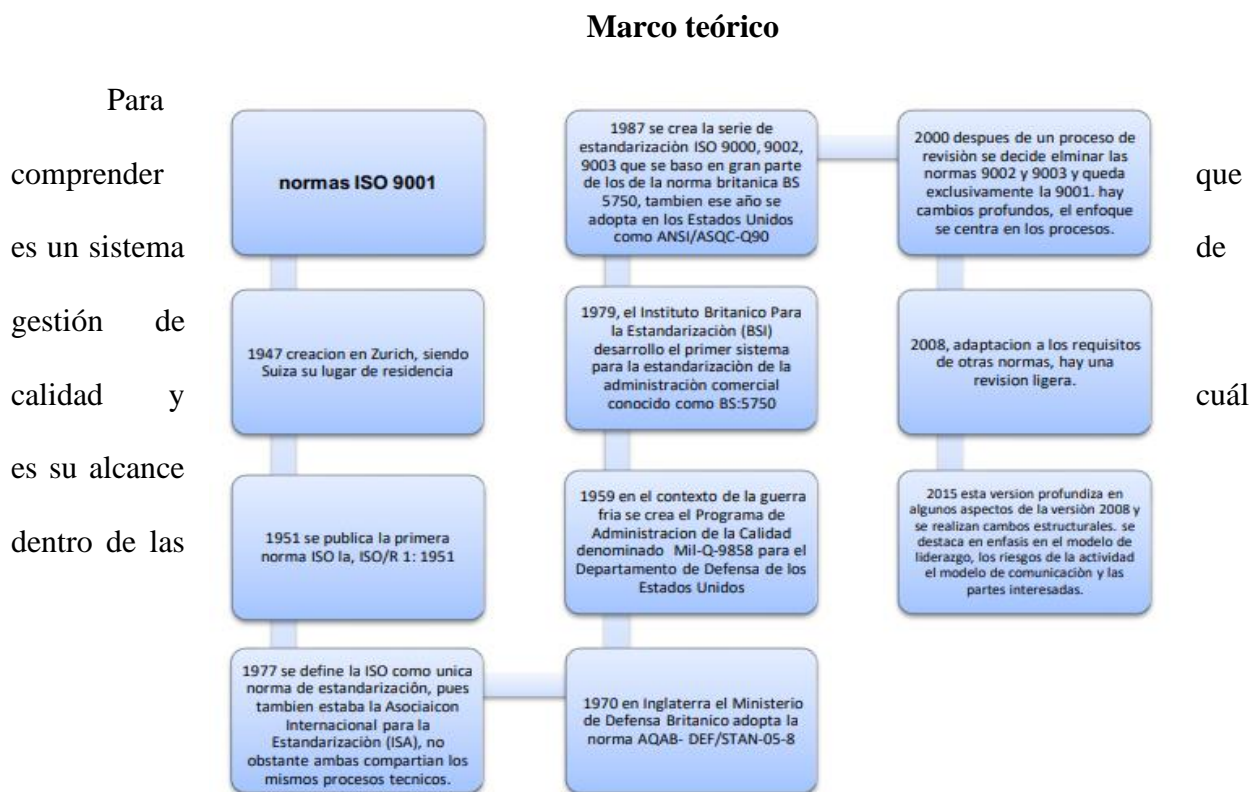 Marco teórico
Para
comprender que
es un sistema de
gestión de
calidad y cuál
es su alcance
dentro de las
normas ISO 9001
1947 creacion en Zurich, siendo
Suiza su lugar de residencia
1951 se publica la primera
norma ISO la, ISO/R 1: 1951
1977 se define la ISO como unica
norma de estandarizaciôn, pues
tambien estaba la Asociaicon
Internacional para la
Estandarizaciòn (ISA), no
obstante ambas compartian los
mismos procesos tecnicos.
1970 en Inglaterra el Ministerio
de Defensa Britanico adopta la
norma AQAB- DEF/STAN-05-8
1959 en el contexto de la guerra
fria se crea el Programa de
Administracion de la Calidad
denominado Mil-Q-9858 para el
Departamento de Defensa de los
Estados Unidos
1979, el Instituto Britanico Para
la Estandarizaciòn (BSI)
desarrollo el primer sistema
para la estandarizaciòn de la
administraciòn comercial
conocido como BS:5750
1987 se crea la serie de
estandarizaciòn ISO 9000, 9002,
9003 que se baso en gran parte
de los de la norma britanica BS
5750, tambien ese año se
adopta en los Estados Unidos
como ANSI/ASQC-Q90
2000 despues de un proceso de
revisiòn se decide elminar las
normas 9002 y 9003 y queda
exclusivamente la 9001. hay
cambios profundos, el enfoque
se centra en los procesos.
2008, adaptacion a los requisitos
de otras normas, hay una
revision ligera.
2015 esta version profundiza en
algunos aspectos de la versiòn 2008 y
se realizan cambos estructurales. se
destaca en enfasis en el modelo de
liderazgo, los riesgos de la actividad
el modelo de comunicaciòn y las
partes interesadas.